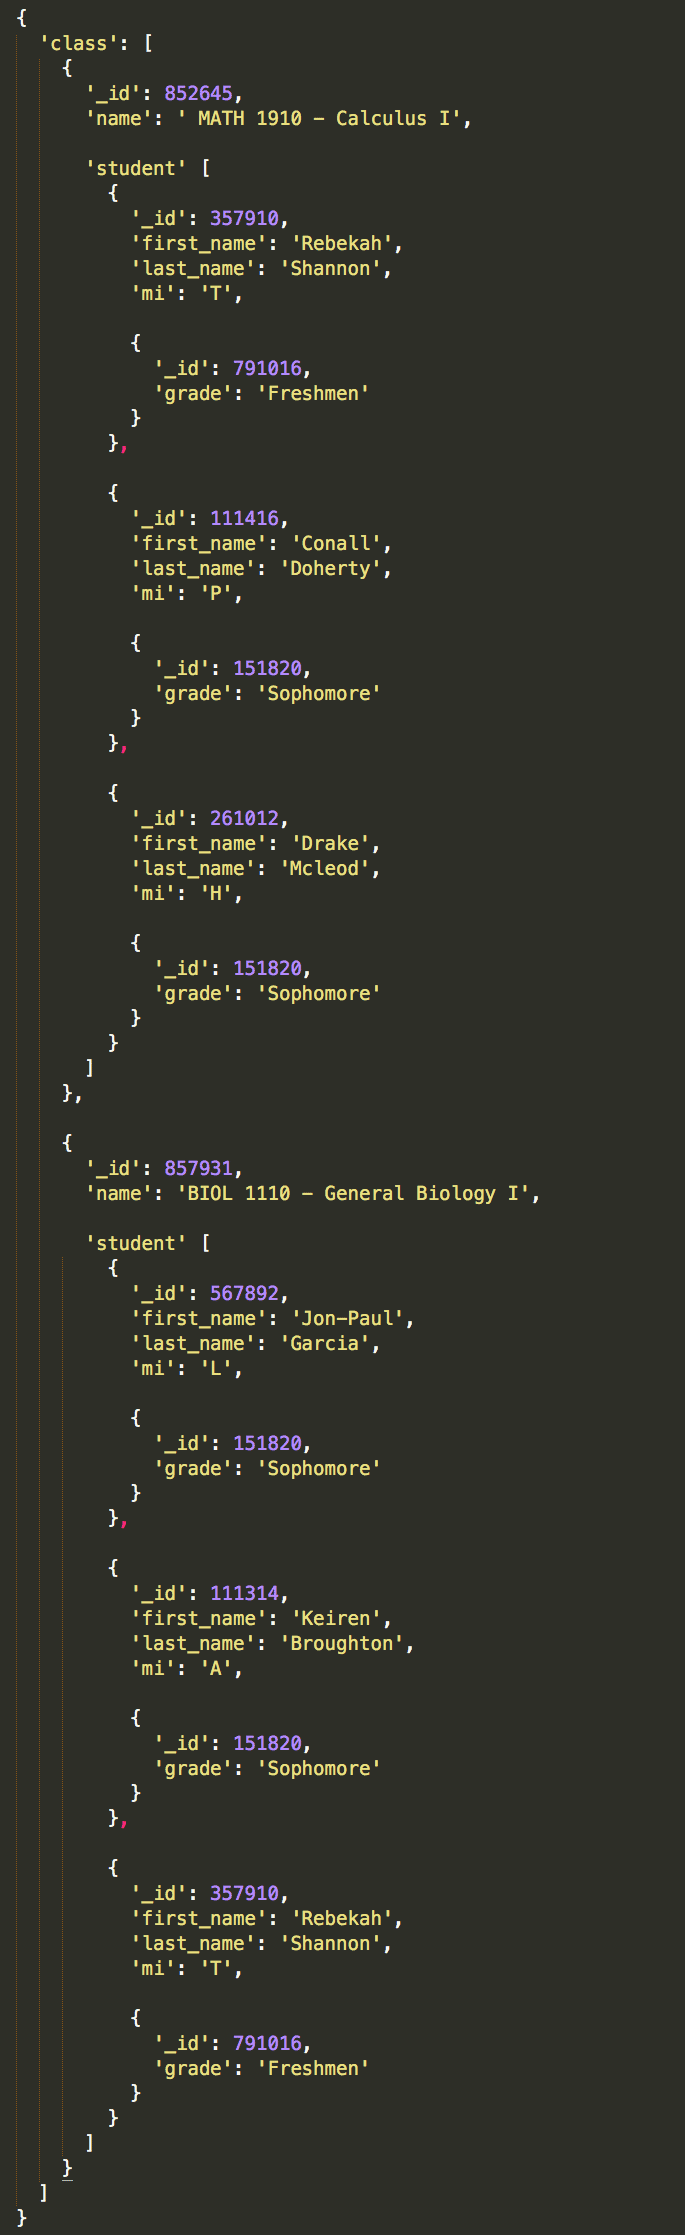 {
'class': [
{
'_id': 852645,
'name': ' MATH 1910 – Calculus I',
'student' [
{
'_id': 357910,
'first_name': 'Rebekah',
'last_name': 'Shannon',
'mi': 'T',
{
'_id': 791016,
'grade': 'Freshmen'
}
},
{
'_id': 111416,
'first_name': 'Conall',
'last_name': 'Doherty',
'mi': 'P',
{
'_id': 151820,
'grade': 'Sophomore'
}
},
{
'_id': 261012,
'first_name': 'Drake',
'last_name': 'Mcleod',
'mi': 'H',
{
'_id': 151820,
'grade': 'Sophomore'
}
}
]
},
{
'_id': 857931,
'name': 'BIOL 1110 – General Biology I',
'student' [
{
'_id': 567892,
'first_name': 'Jon-Paul',
'last_name': 'Garcia',
'mi': 'L',
{
'_id': 151820,
'grade': 'Sophomore'
}
},
{
'_id': 111314,
'first_name': 'Keiren',
'last_name': 'Broughton',
'mi': 'A',
{
'_id': 151820,
'grade': 'Sophomore'
}
},
{
'_id': 357910,
'first_name': 'Rebekah',
'last_name': 'Shannon',
'mi': 'T',
{
'_id': 791016,
'grade': 'Freshmen'
}
}
]
}
]
}